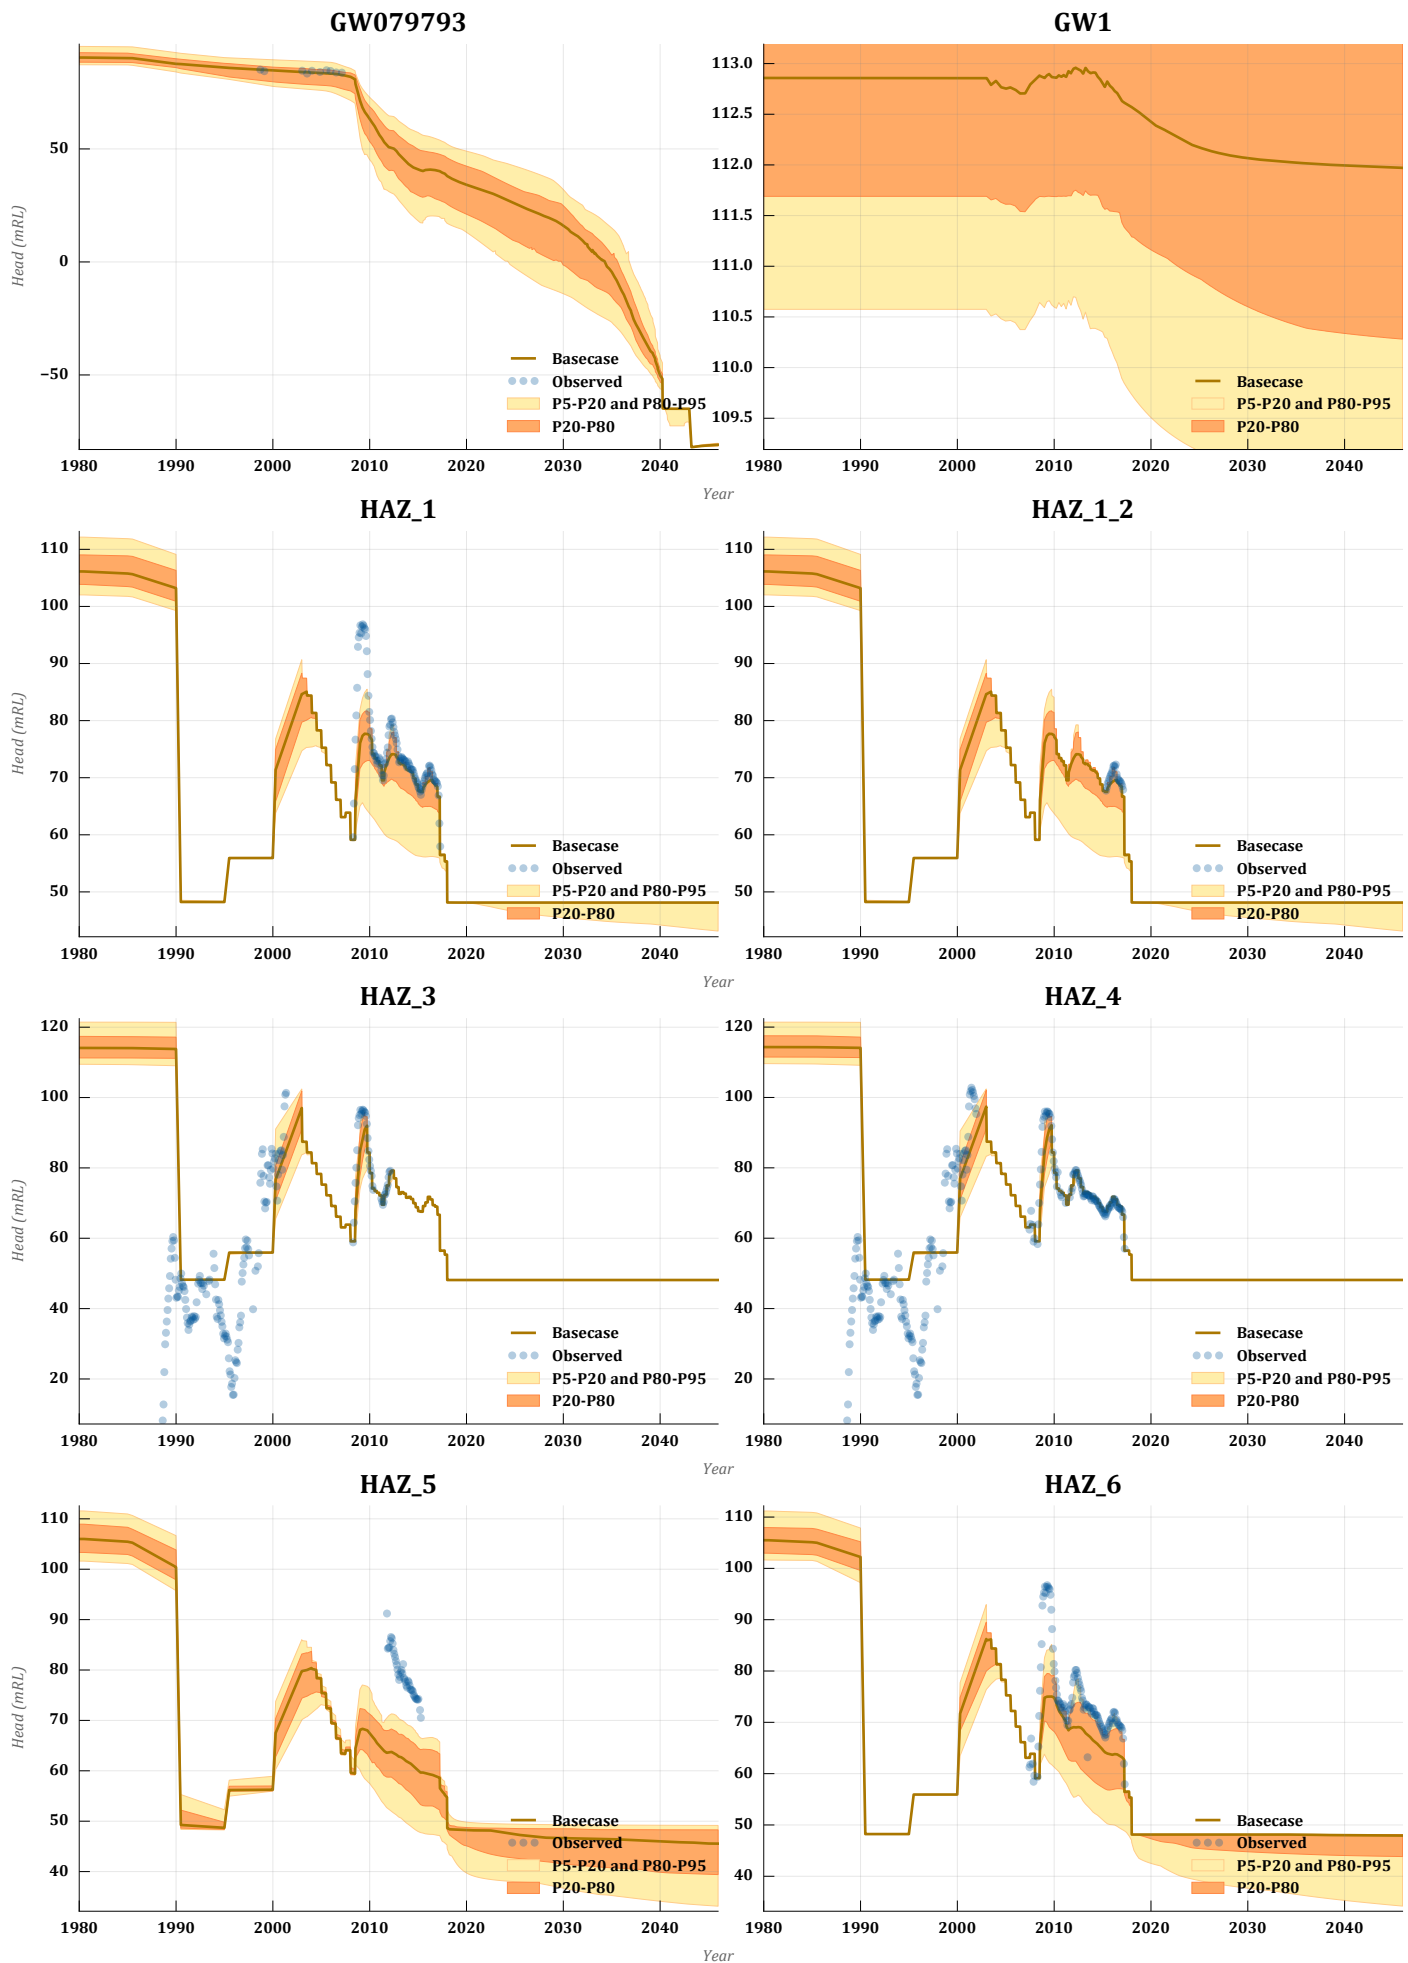 GW079793
GW1
Head (mRL)
50
0
−50
Basecase
Observed
P5-P20 and P80-P95
P20-P80
1980 1990 2000 2010 2020 2030 2040
113.0
112.5
112.0
111.5
111.0
110.5
110.0
109.5
Basecase
P5-P20 and P80-P95
P20-P80
1980 1990 2000 2010 2020 2030 2040
Year
HAZ_1
HAZ_1_2
Head (mRL)
110
100
90
80
70
60
50
Basecase
Observed
P5-P20 and P80-P95
P20-P80
1980 1990 2000 2010 2020 2030 2040
110
100
90
80
70
60
50
Basecase
Observed
P5-P20 and P80-P95
P20-P80
1980 1990 2000 2010 2020 2030 2040
Year
HAZ_3
HAZ_4
Head (mRL)
120
100
80
60
40
20
Basecase
Observed
P5-P20 and P80-P95
P20-P80
1980 1990 2000 2010 2020 2030 2040
120
100
80
60
40
20
Basecase
Observed
P5-P20 and P80-P95
P20-P80
1980 1990 2000 2010 2020 2030 2040
Year
HAZ_5
HAZ_6
Head (mRL)
110
100
90
80
70
60
50
40
Basecase
Observed
P5-P20 and P80-P95
P20-P80
1980 1990 2000 2010 2020 2030 2040
110
100
90
80
70
60
50
40
Basecase
Observed
P5-P20 and P80-P95
P20-P80
1980 1990 2000 2010 2020 2030 2040
Year